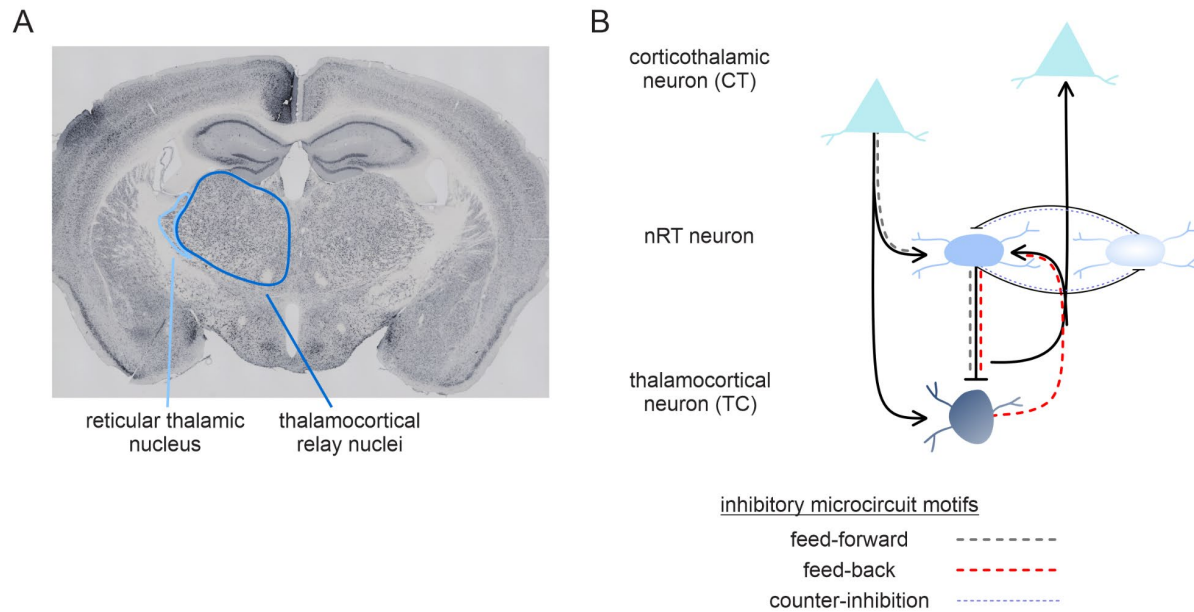 A
reticular thalamic
nucleus
thalamocortical
relay nuclei
B
corticothalamic
neuron (CT)
nRT neuron
thalamocortical
neuron (TC)
inhibitory microcircuit motifs
feed-forward
feed-back
counter-inhibition